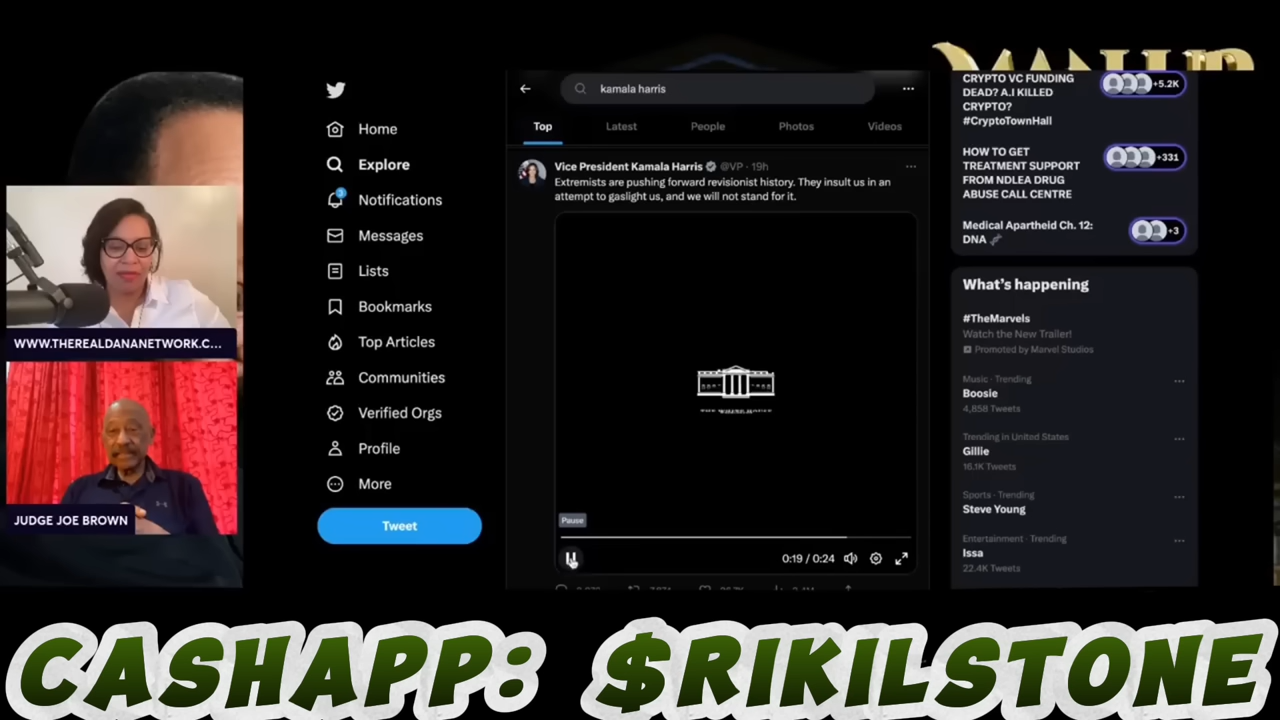 MAN UP
WWW.THEREALDANANETWORK.C...
JUDGE JOE BROWN
Home
Explore
3
Notifications
Messages
Lists
Bookmarks
Top Articles
Communities
Verified Orgs
Profile
More
Tweet
kamala harris
Top
Latest
People
Photos
Videos
Vice President Kamala Harris @VP · 19h
Extremists are pushing forward revisionist history. They insult us in an
attempt to gaslight us, and we will not stand for it.
THE WHITE HOUSE
Pause
0:19 / 0:24
CRYPTO VC FUNDING
DEAD? A.I KILLED
CRYPTO?
#CryptoTownHall
+5.2K
HOW TO GET
TREATMENT SUPPORT
FROM NDLEA DRUG
ABUSE CALL CENTRE
+331
Medical Apartheid Ch. 12:
DNA 🧬
+3
What's happening
#TheMarvels
Watch the New Trailer!
Promoted by Marvel Studios
Music · Trending
Boosie
4,858 Tweets
Trending in United States
Gillie
16.1K Tweets
Sports · Trending
Steve Young
Entertainment · Trending
Issa
22.4K Tweets
CASHAPP: $RIKILSTONE